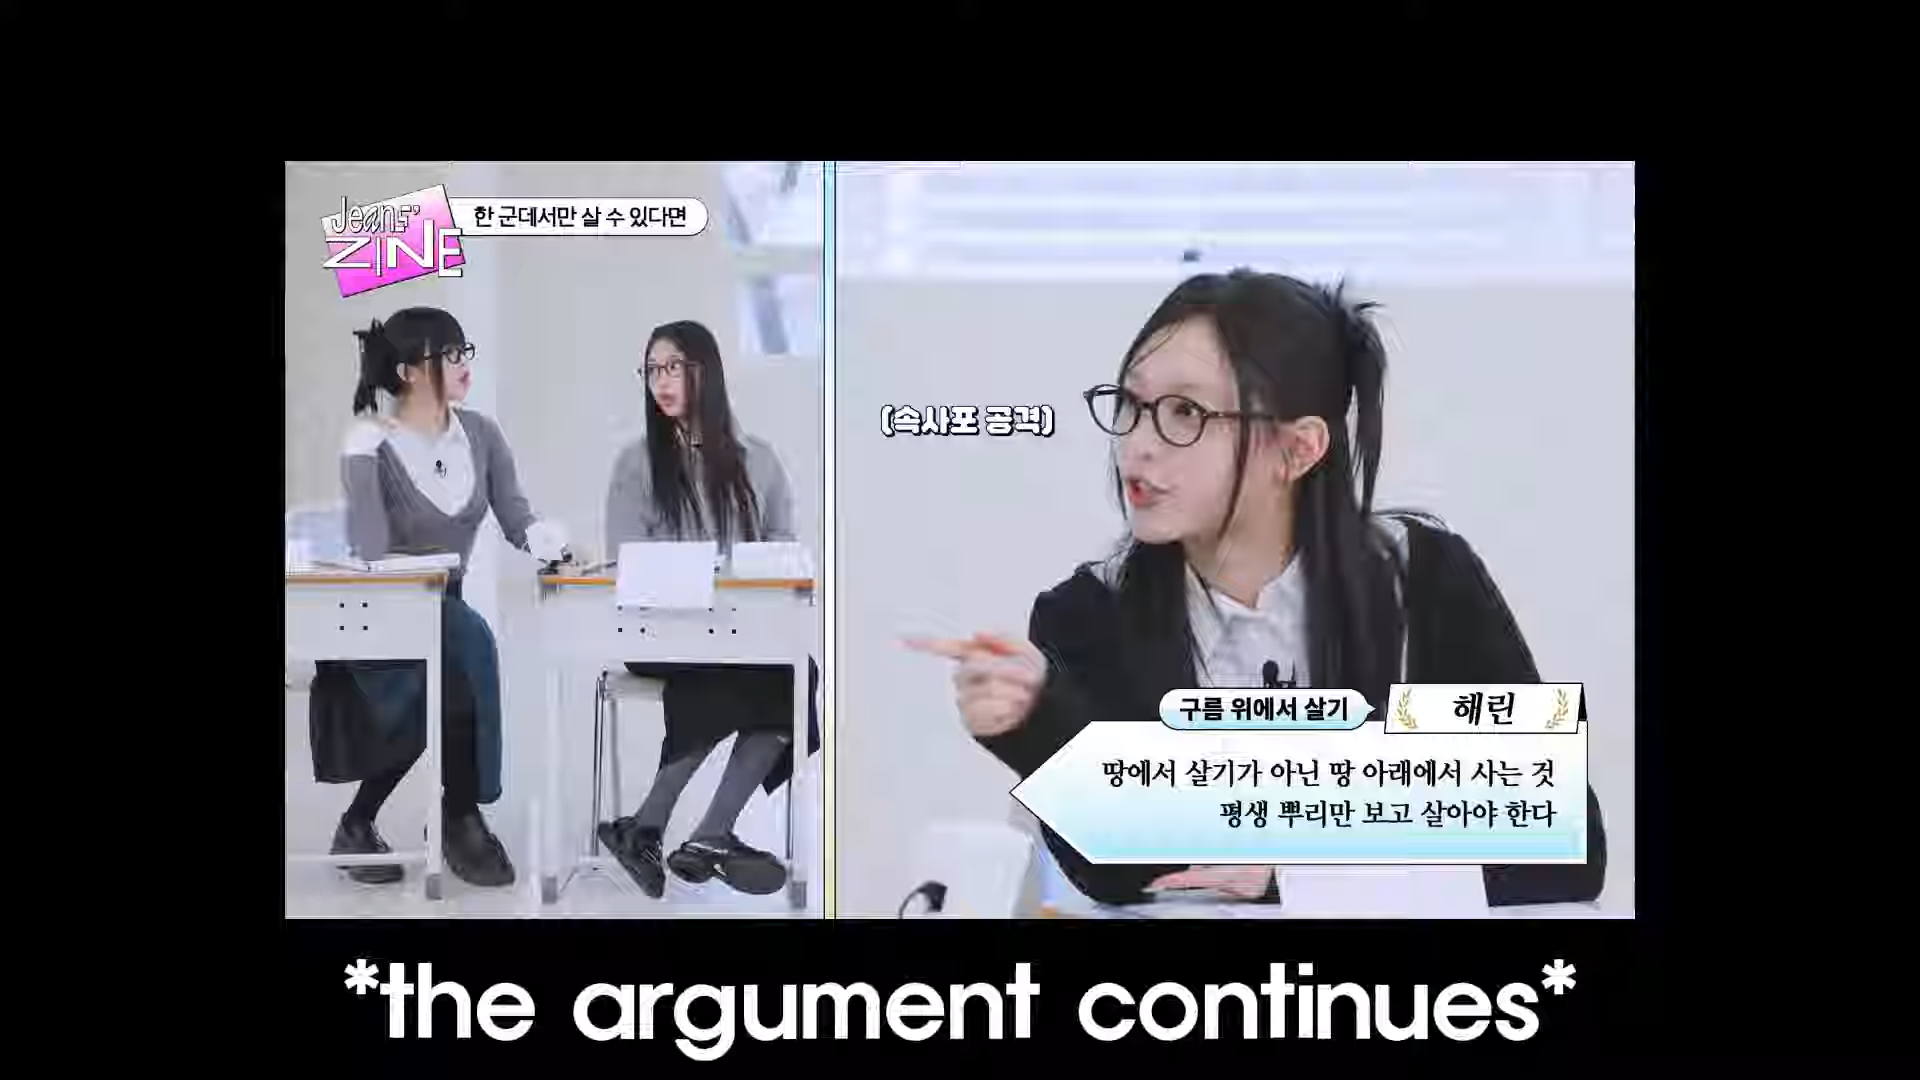 Jeans'
ZINE
한 군데서만 살 수 있다면
(속사포 공격)
구름 위에서 살기
해린
땅에서 살기가 아닌 땅 아래에서 사는 것
평생 뿌리만 보고 살아야 한다
*the argument continues*